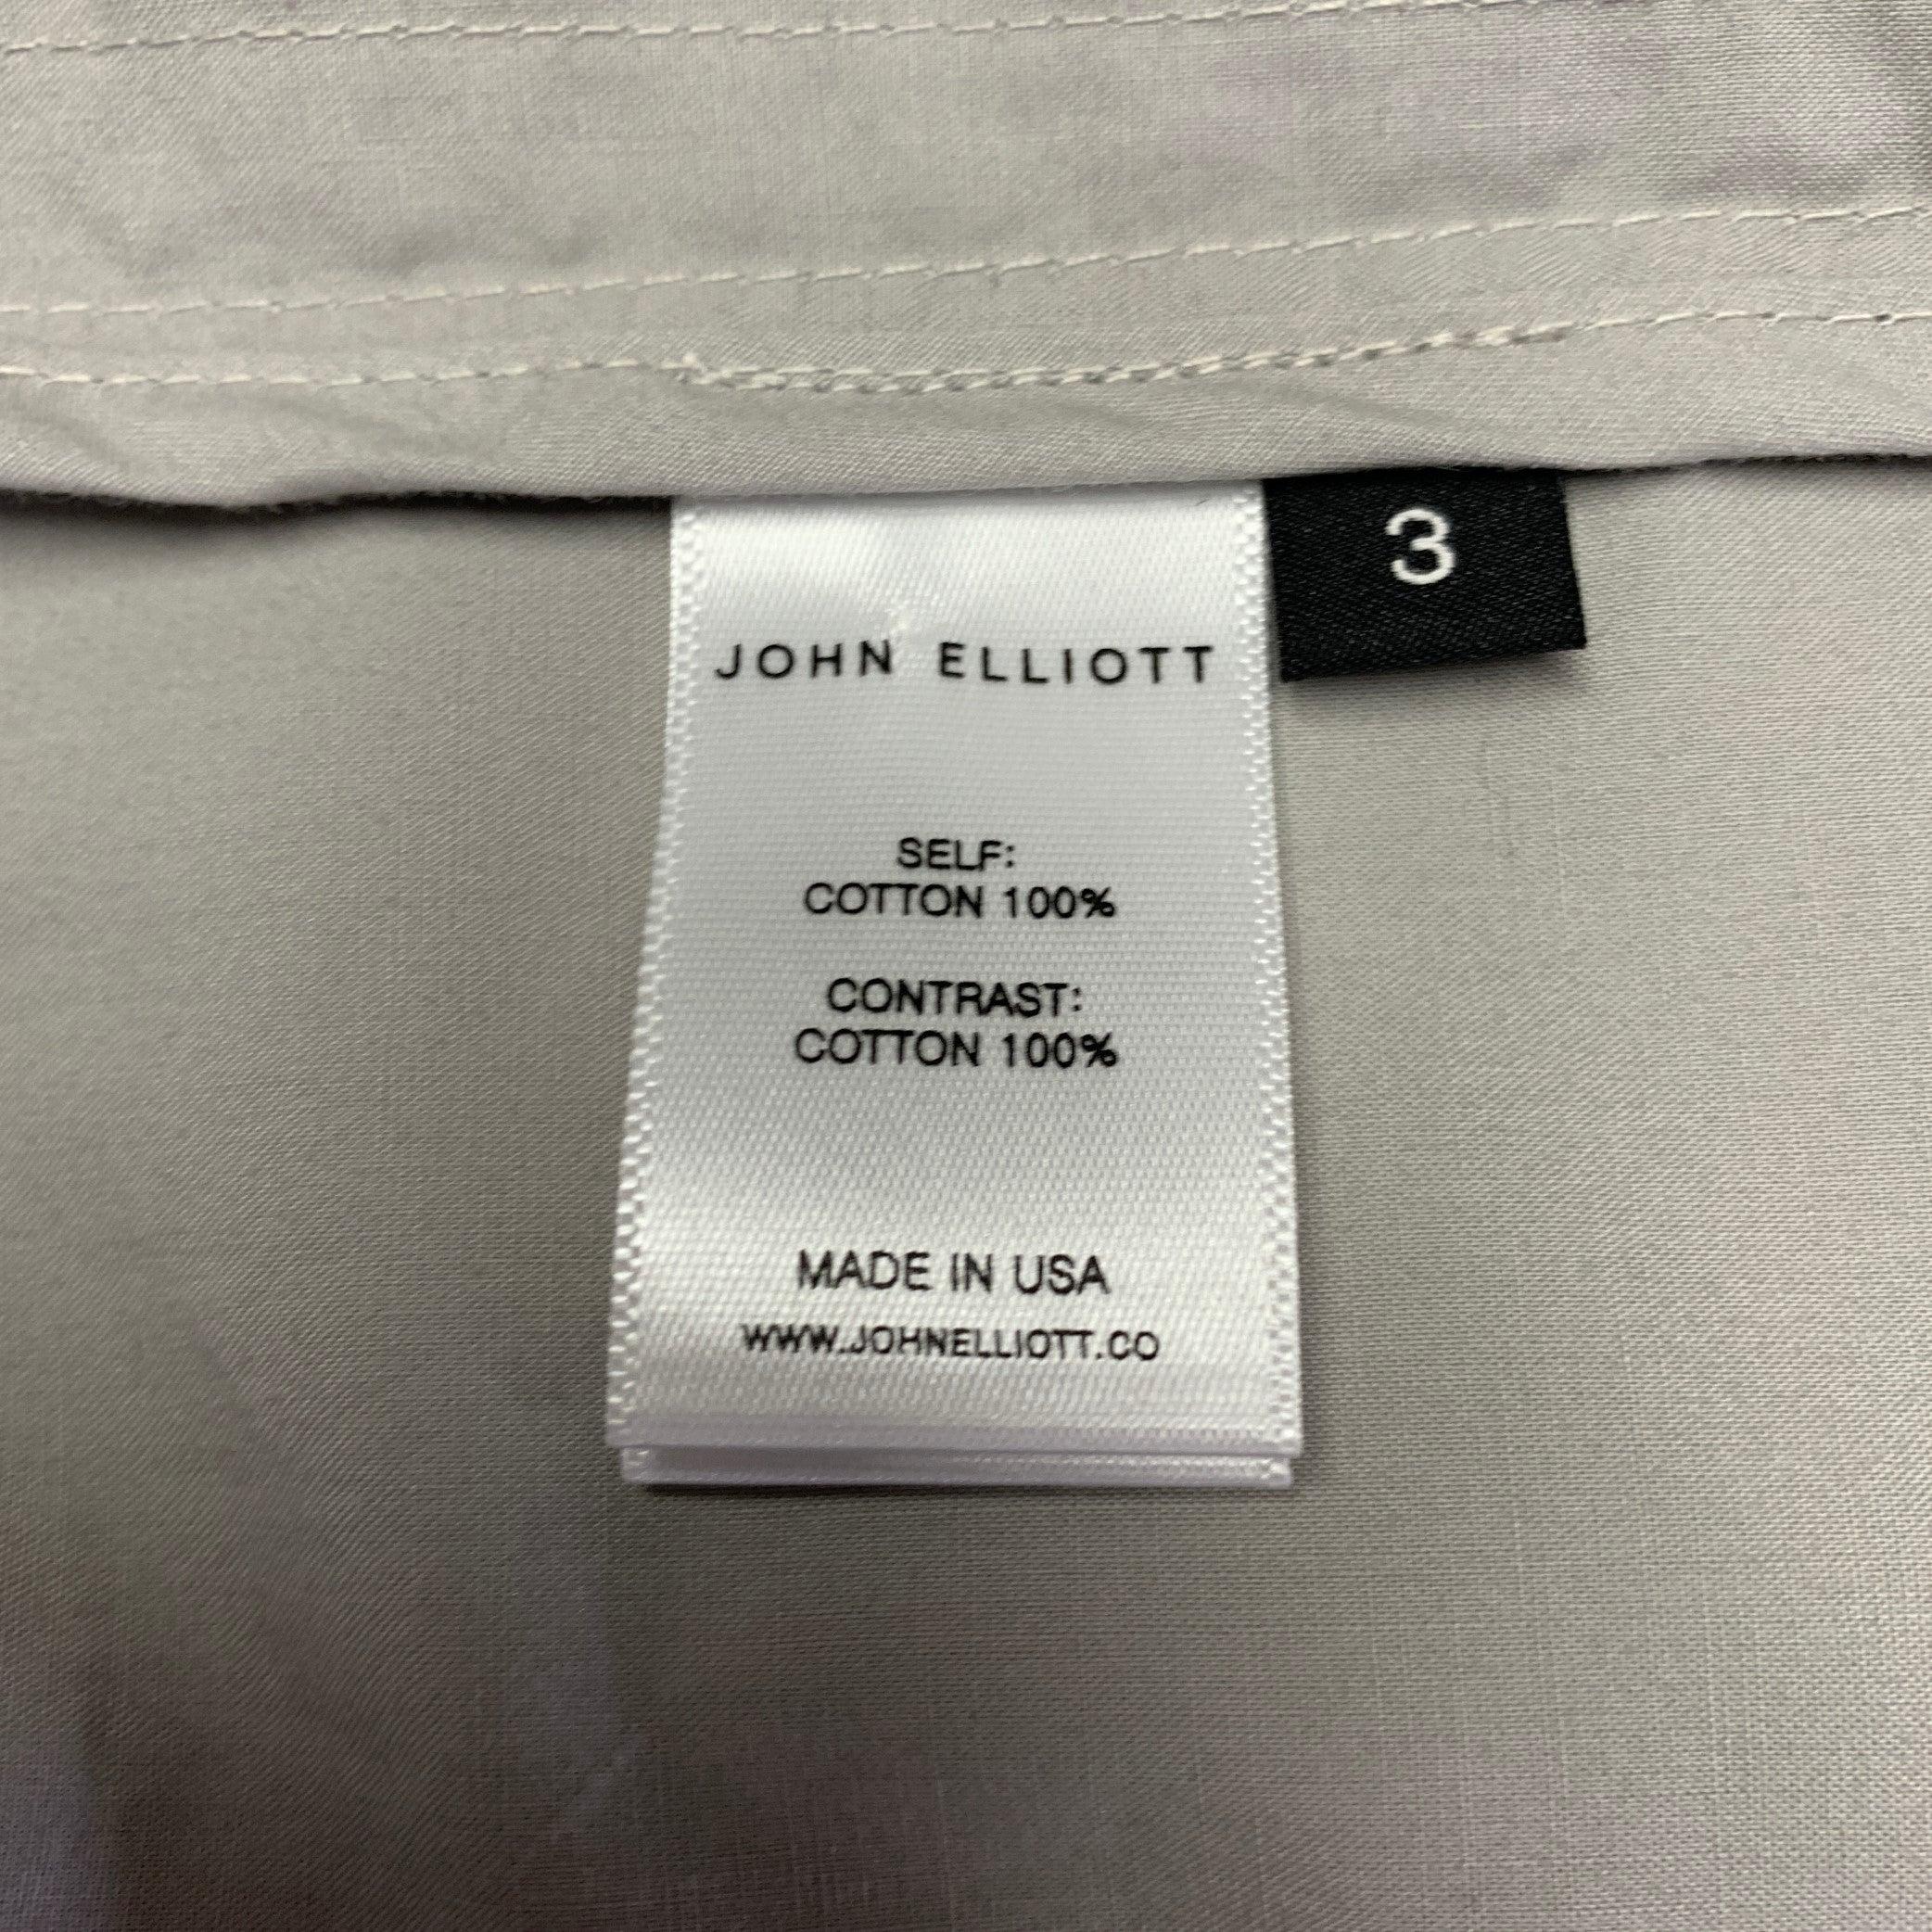 3
JOHN ELLIOTT
SELF:
COTTON 100%
CONTRAST:
COTTON 100%
MADE IN USA
WWW.JOHNELLIOTT.CO